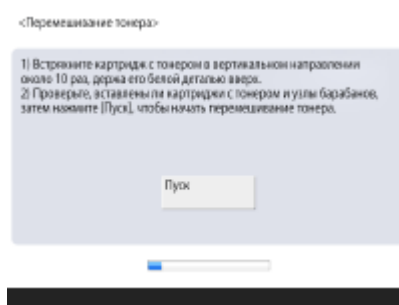 <Перемешивание тонера>
1) Встряхните картридж с тонером в вертикальном направлении
около 10 раз, держа его белой деталью вверх.
2) Проверьте, вставлены ли картриджи с тонером и узлы барабанов,
затем нажмите [Пуск], чтобы начать перемешивание тонера.
Пуск